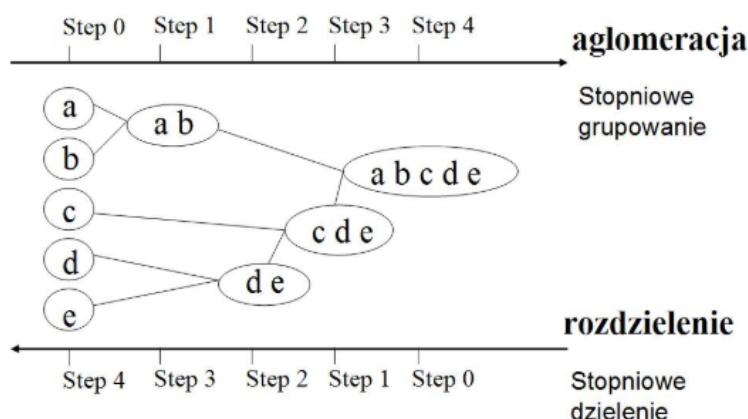 Step 0 Step 1 Step 2 Step 3 Step 4
aglomeracja
Stopniowe
grupowanie
a
a b
b
a b c d e
c
c d e
d
d e
e
rozdzielenie
Step 4 Step 3 Step 2 Step 1 Step 0
Stopniowe
dzielenie